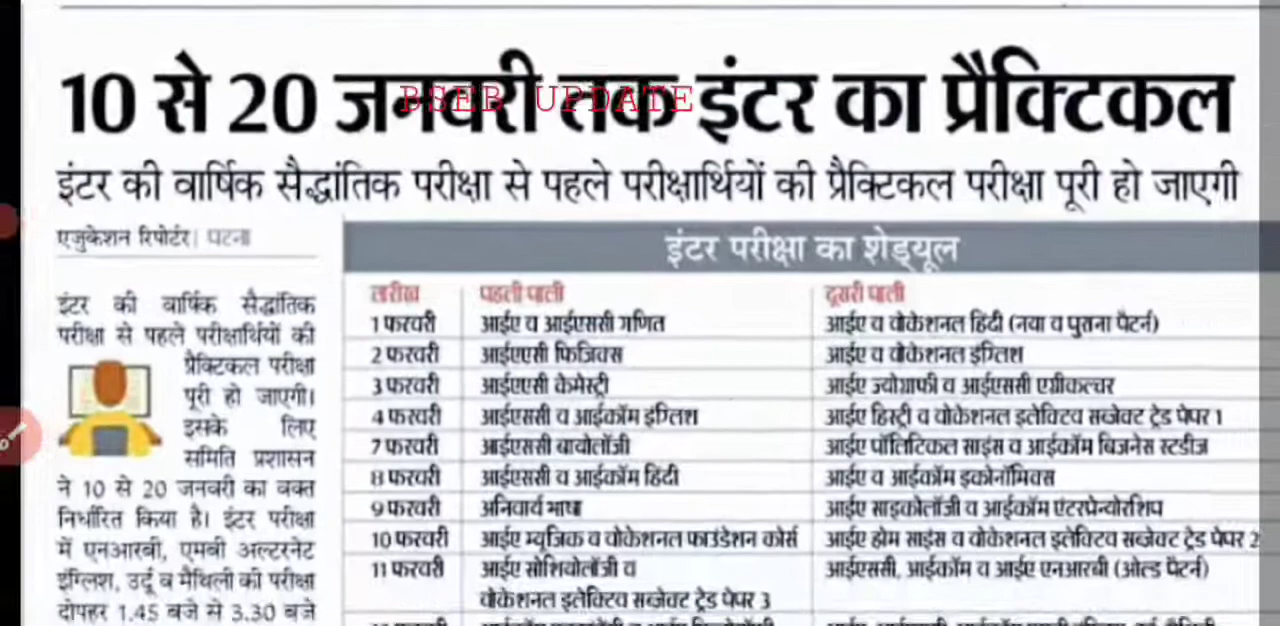 10 से 20 जनवरी तक इंटर का प्रैक्टिकल
BSEB UPDATE
इंटर की वार्षिक सैद्धांतिक परीक्षा से पहले परीक्षार्थियों की प्रैक्टिकल परीक्षा पूरी हो जाएगी
एजुकेशन रिपोर्टर| पटना
इंटर की वार्षिक सैद्धांतिक
परीक्षा से पहले परीक्षार्थियों की
प्रैक्टिकल परीक्षा
पूरी हो जाएगी।
इसके लिए
समिति प्रशासन
ने 10 से 20 जनवरी का वक्त
निर्धारित किया है। इंटर परीक्षा
में एनआरबी, एमबी अल्टरनेट
इंग्लिश, उर्दू व मैथिली की परीक्षा
दोपहर 1.45 बजे से 3.30 बजे
इंटर परीक्षा का शेड्यूल
तारीख पहली पाली दूसरी पाली
1 फरवरी आईए व आईएससी गणित आईए व वोकेशनल हिंदी (नया व पुराना पैटर्न)
2 फरवरी आईएएसी फिजिक्स आईए व वोकेशनल इंग्लिश
3 फरवरी आईएएसी केमेस्ट्री आईए ज्योग्राफी व आईएससी एग्रीकल्चर
4 फरवरी आईएससी व आईकॉम इंग्लिश आईए हिस्ट्री व वोकेशनल इलेक्टिव सब्जेक्ट ट्रेड पेपर 1
7 फरवरी आईएससी बायोलॉजी आईए पॉलिटिकल साइंस व आईकॉम बिजनेस स्टडीज
8 फरवरी आईएससी व आईकॉम हिंदी आईए व आईकॉम इकोनॉमिक्स
9 फरवरी अनिवार्य भाषा आईए साइकोलॉजी व आईकॉम एंटरप्रेन्योरशिप
10 फरवरी आईए म्यूजिक व वोकेशनल फाउंडेशन कोर्स आईए होम साइंस व वोकेशनल इलेक्टिव सब्जेक्ट ट्रेड पेपर 2
11 फरवरी आईए सोशियोलॉजी व आईएससी, आईकॉम व आईए एनआरबी (ओल्ड पैटर्न)
वोकेशनल इलेक्टिव सब्जेक्ट ट्रेड पेपर 3